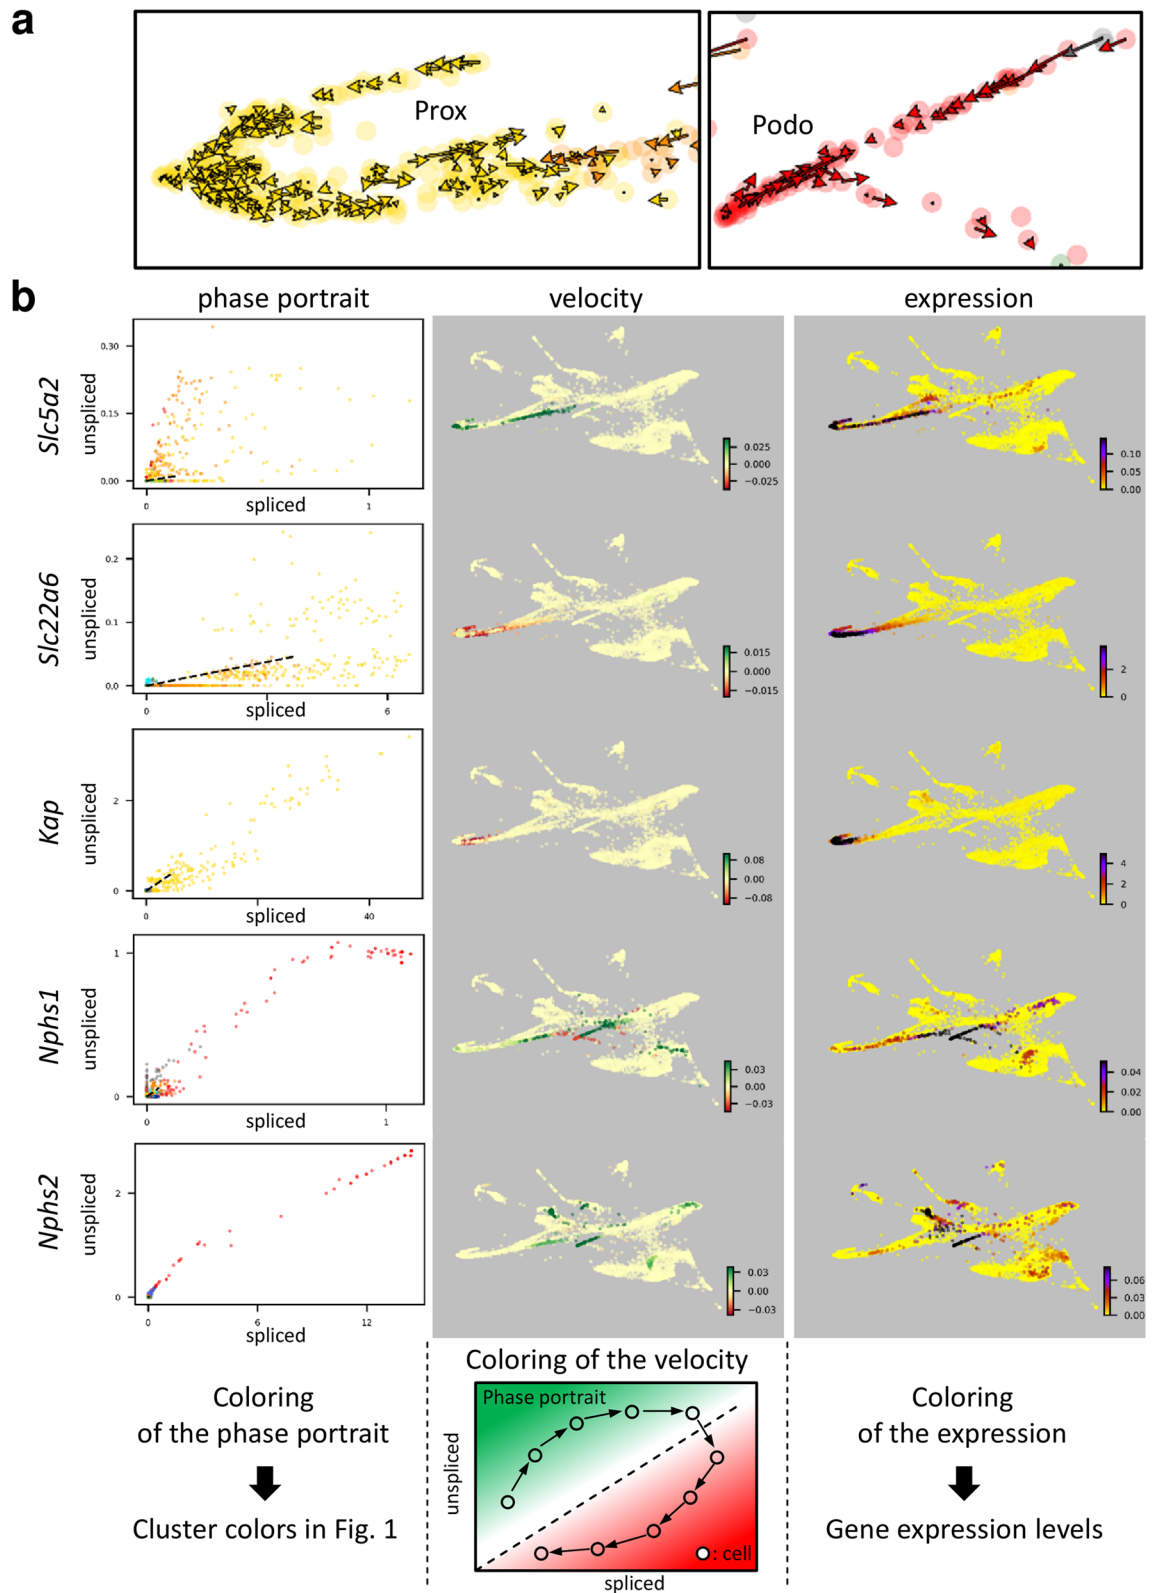 a
Prox
Podo
b
phase portrait
velocity
expression
Slc5a2
unspliced
0.30
0.15
0.00
0
1
spliced
0.025
0.000
−0.025
0.10
0.05
0.00
Slc22a6
unspliced
0.2
0.1
0.0
0
6
spliced
0.015
0.000
−0.015
2
0
Kap
unspliced
2
0
0
40
spliced
0.08
0.00
−0.08
4
2
0
Nphs1
unspliced
1
0
0
1
spliced
0.03
0.00
−0.03
0.04
0.02
0.00
Nphs2
unspliced
2
0
0
6
12
spliced
0.03
0.00
−0.03
0.06
0.03
0.00
Coloring
of the phase portrait
Cluster colors in Fig. 1
Coloring of the velocity
Phase portrait
unspliced
: cell
spliced
Coloring
of the expression
Gene expression levels